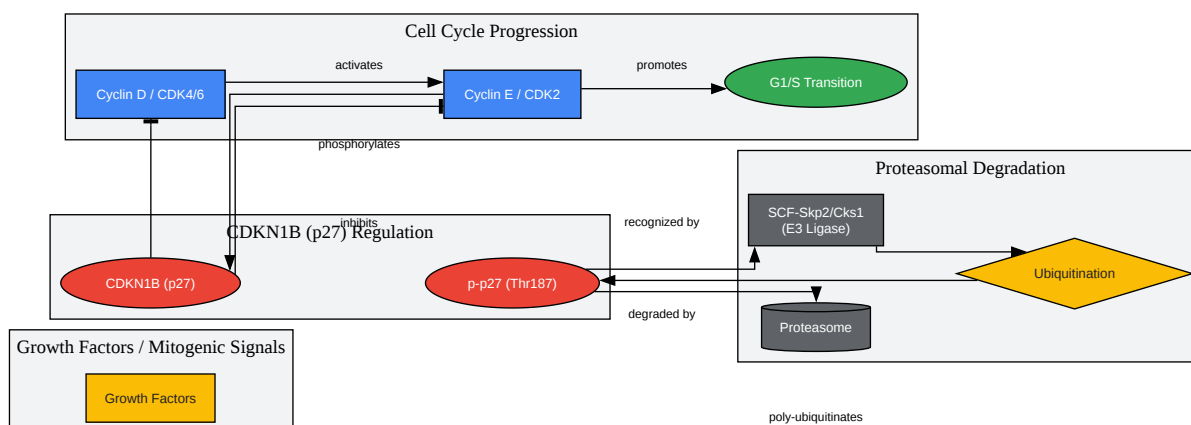 Cell Cycle Progression
activates
promotes
Cyclin D / CDK4/6
Cyclin E / CDK2
G1/S Transition
phosphorylates
Proteasomal Degradation
inhibits
recognized by
SCF-Skp2/Cks1
(E3 Ligase)
CDKN1B (p27) Regulation
CDKN1B (p27)
p-p27 (Thr187)
Ubiquitination
degraded by
Proteasome
Growth Factors / Mitogenic Signals
Growth Factors
poly-ubiquitinates